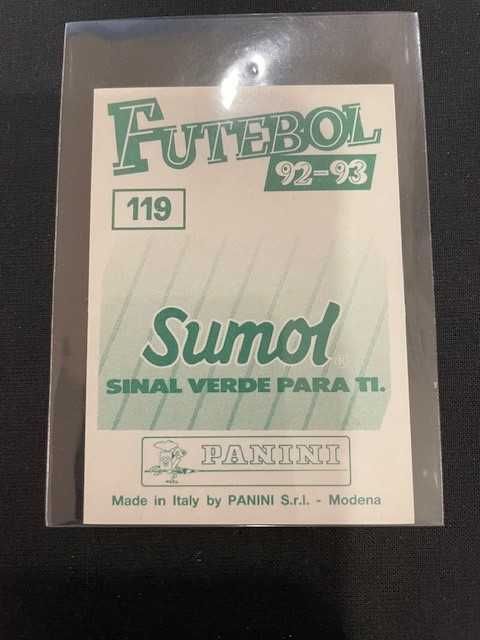 FUTEBOL
92-93
119
Sumol®
SINAL VERDE PARA TI.
PANINI
Made in Italy by PANINI S.r.l. - Modena